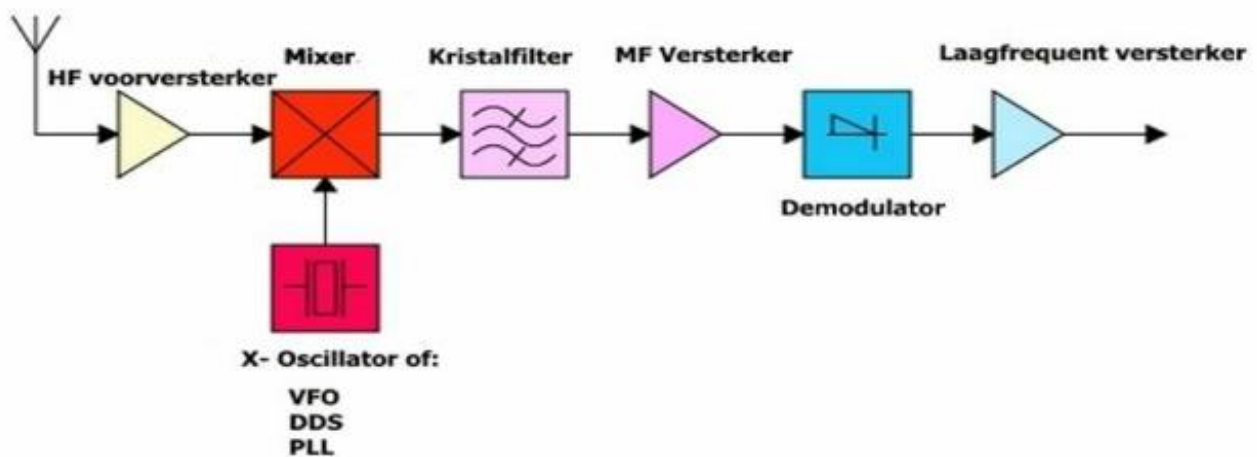 HF voorversterker
Mixer
Kristalfilter
MF Versterker
Laagfrequent versterker
Demodulator
X- Oscillator of:
VFO
DDS
PLL